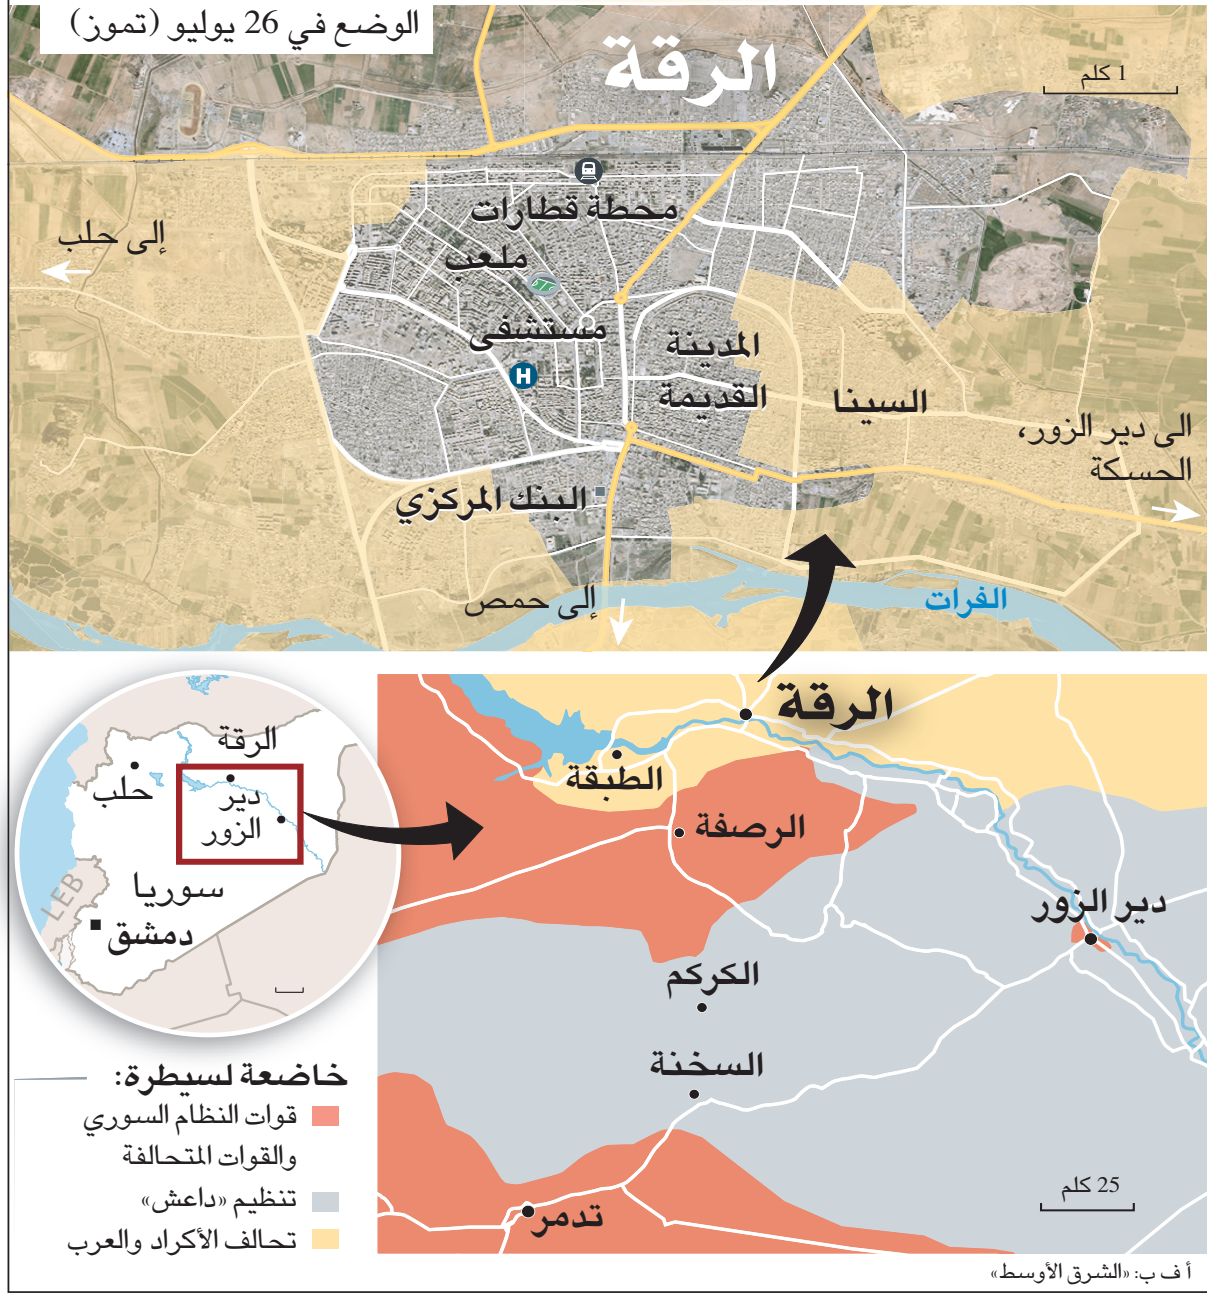 الوضع في 26 يوليو (تموز)
الرقة
1 كلم
محطة قطارات
إلى حلب
ملعب
مستشفى
المدينة
القديمة
السينا
الى دير الزور،
الحسكة
البنك المركزي
H
إلى حمص
الفرات
الرقة
الطبقة
الرصفة
دير الزور
الكركم
السخنة
تدمر
25 كلم
الرقة
حلب
دير
الزور
سوريا
LEB
دمشق
خاضعة لسيطرة:
قوات النظام السوري
والقوات المتحالفة
تنظيم «داعش»
تحالف الأكراد والعرب
أ ف ب: «الشرق الأوسط»